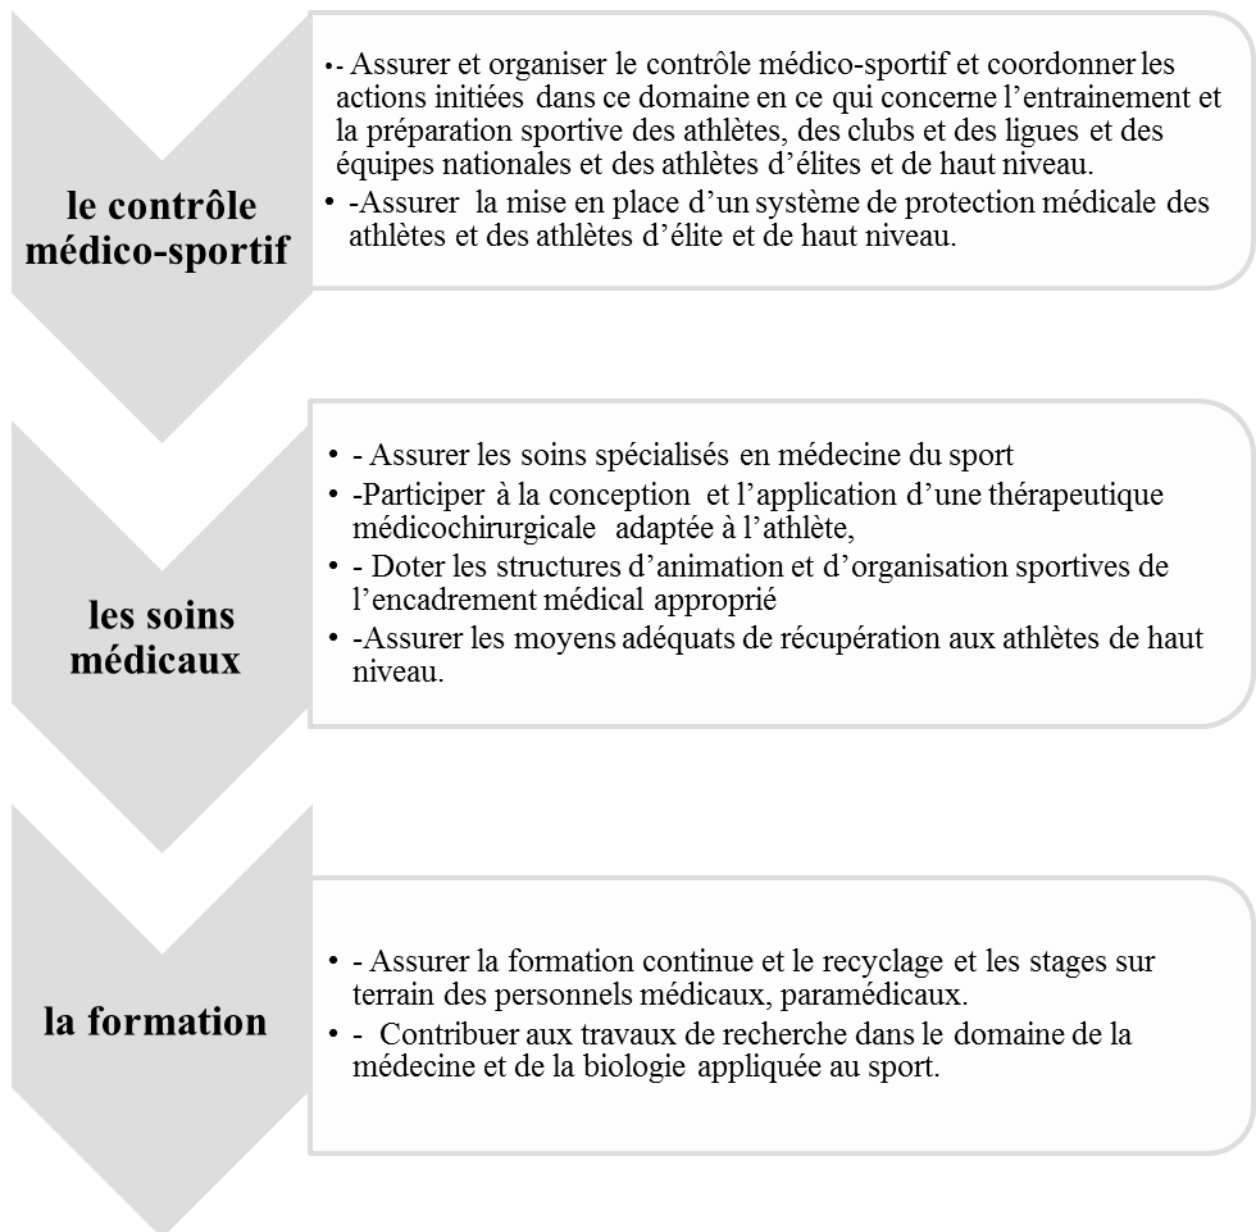 le contrôle
médico-sportif
•- Assurer et organiser le contrôle médico-sportif et coordonner les
actions initiées dans ce domaine en ce qui concerne l’entrainement et
la préparation sportive des athlètes, des clubs et des ligues et des
équipes nationales et des athlètes d’élites et de haut niveau.
• -Assurer la mise en place d’un système de protection médicale des
athlètes et des athlètes d’élite et de haut niveau.
les soins
médicaux
• - Assurer les soins spécialisés en médecine du sport
• -Participer à la conception et l’application d’une thérapeutique
médicochirurgicale adaptée à l’athlète,
• - Doter les structures d’animation et d’organisation sportives de
l’encadrement médical approprié
• -Assurer les moyens adéquats de récupération aux athlètes de haut
niveau.
la formation
• - Assurer la formation continue et le recyclage et les stages sur
terrain des personnels médicaux, paramédicaux.
• - Contribuer aux travaux de recherche dans le domaine de la
médecine et de la biologie appliquée au sport.